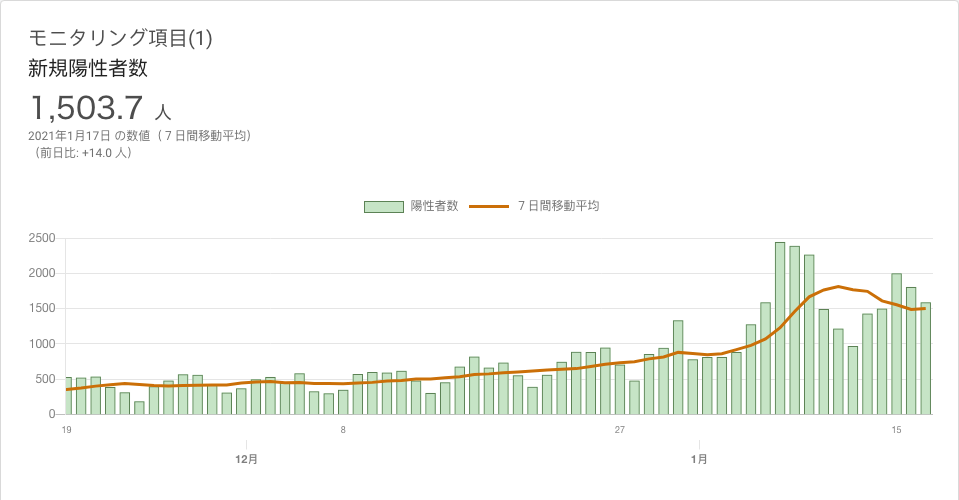 モニタリング項目(1)
新規陽性者数
1,503.7 人
2021年1月17日 の数値（７日間移動平均）
（前日比: +14.0 人）
陽性者数 ７日間移動平均
2500
2000
1500
1000
500
0
19 8 27 15
12月 1月